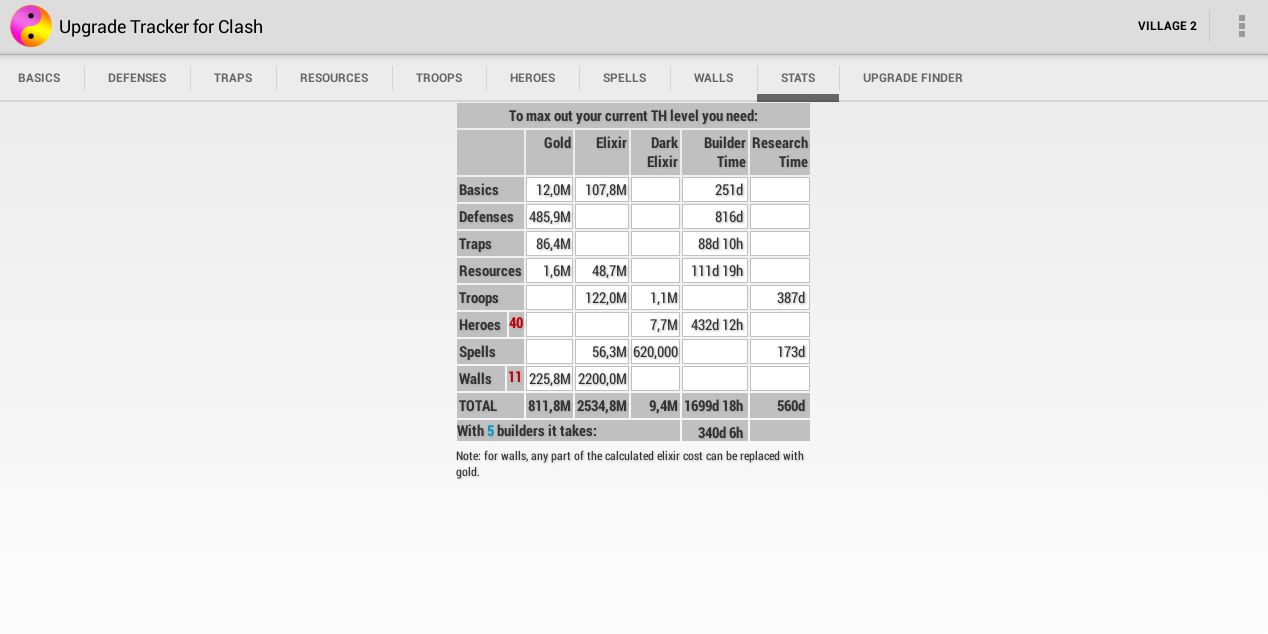 Upgrade Tracker for Clash
VILLAGE 2
BASICS DEFENSES TRAPS RESOURCES TROOPS HEROES SPELLS WALLS STATS UPGRADE FINDER
To max out your current TH level you need:
Gold Elixir Dark Elixir Builder Time Research Time
Basics 12,0M 107,8M 251d
Defenses 485,9M 816d
Traps 86,4M 88d 10h
Resources 1,6M 48,7M 111d 19h
Troops 122,0M 1,1M 387d
Heroes 40 7,7M 432d 12h
Spells 56,3M 620,000 173d
Walls 11 225,8M 2200,0M
TOTAL 811,8M 2534,8M 9,4M 1699d 18h 560d
With 5 builders it takes: 340d 6h
Note: for walls, any part of the calculated elixir cost can be replaced with
gold.